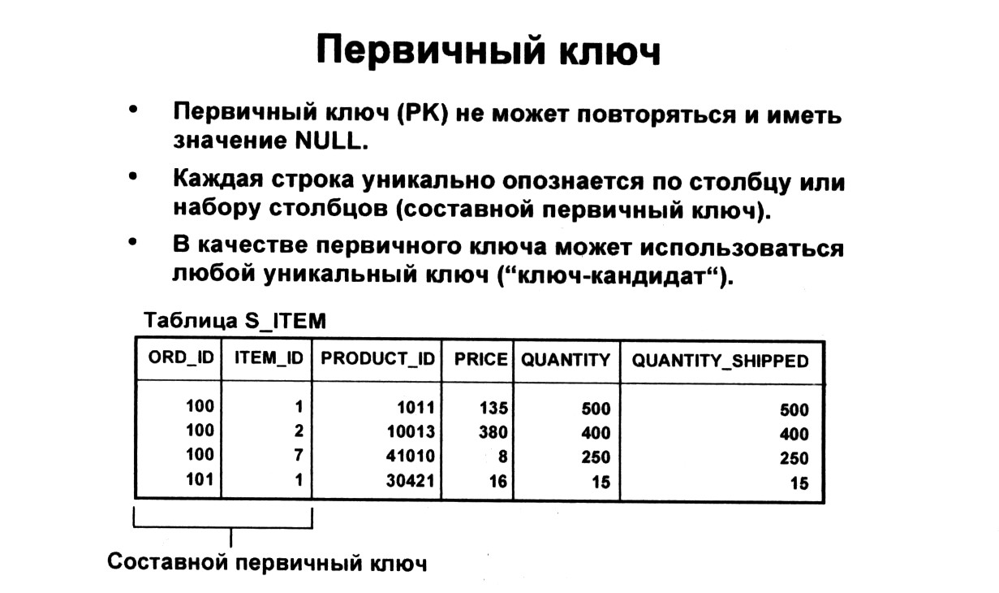 Первичный ключ
• Первичный ключ (PK) не может повторяться и иметь
значение NULL.
• Каждая строка уникально опознается по столбцу или
набору столбцов (составной первичный ключ).
• В качестве первичного ключа может использоваться
любой уникальный ключ (“ключ-кандидат“).
Таблица S_ITEM
ORD_ID ITEM_ID PRODUCT_ID PRICE QUANTITY QUANTITY_SHIPPED
100 1 1011 135 500 500
100 2 10013 380 400 400
100 7 41010 8 250 250
101 1 30421 16 15 15
Составной первичный ключ